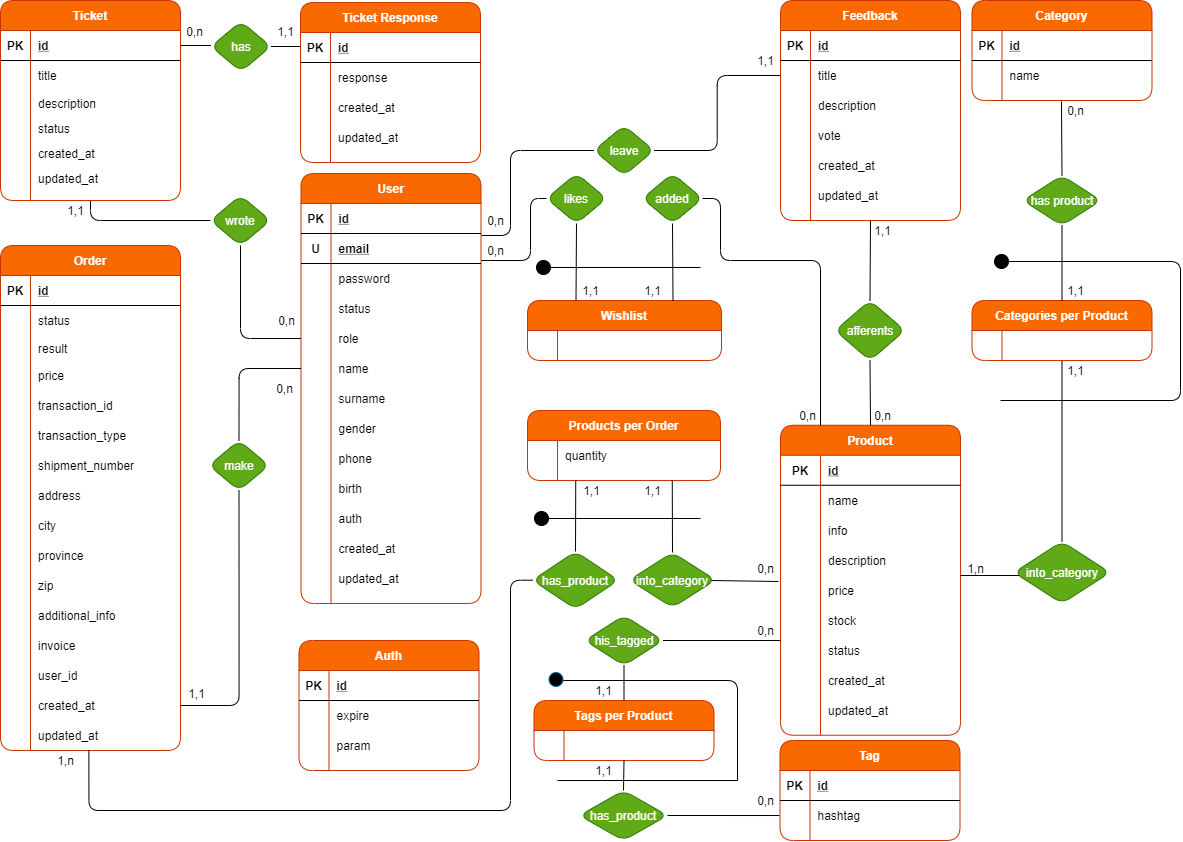 Ticket
PK id
title
description
status
created_at
updated_at
0,n
has
1,1
Ticket Response
PK id
response
created_at
updated_at
1,1
wrote
0,n
User
PK id
U email
password
status
role
name
surname
gender
phone
birth
auth
created_at
updated_at
Order
PK id
status
result
price
transaction_id
transaction_type
shipment_number
address
city
province
zip
additional_info
invoice
user_id
created_at
updated_at
0,n
make
1,1
1,n
Auth
PK id
expire
param
0,n
leave
1,1
0,n
likes
added
1,1
1,1
Wishlist
0,n
Feedback
PK id
title
description
vote
created_at
updated_at
1,1
afferents
0,n
Category
PK id
name
0,n
has product
1,1
Categories per Product
1,1
into_category
1,n
Products per Order
quantity
1,1
1,1
has_product
into_category
0,n
Product
PK id
name
info
description
price
stock
status
created_at
updated_at
his_tagged
0,n
1,1
Tags per Product
1,1
has_product
0,n
Tag
PK id
hashtag